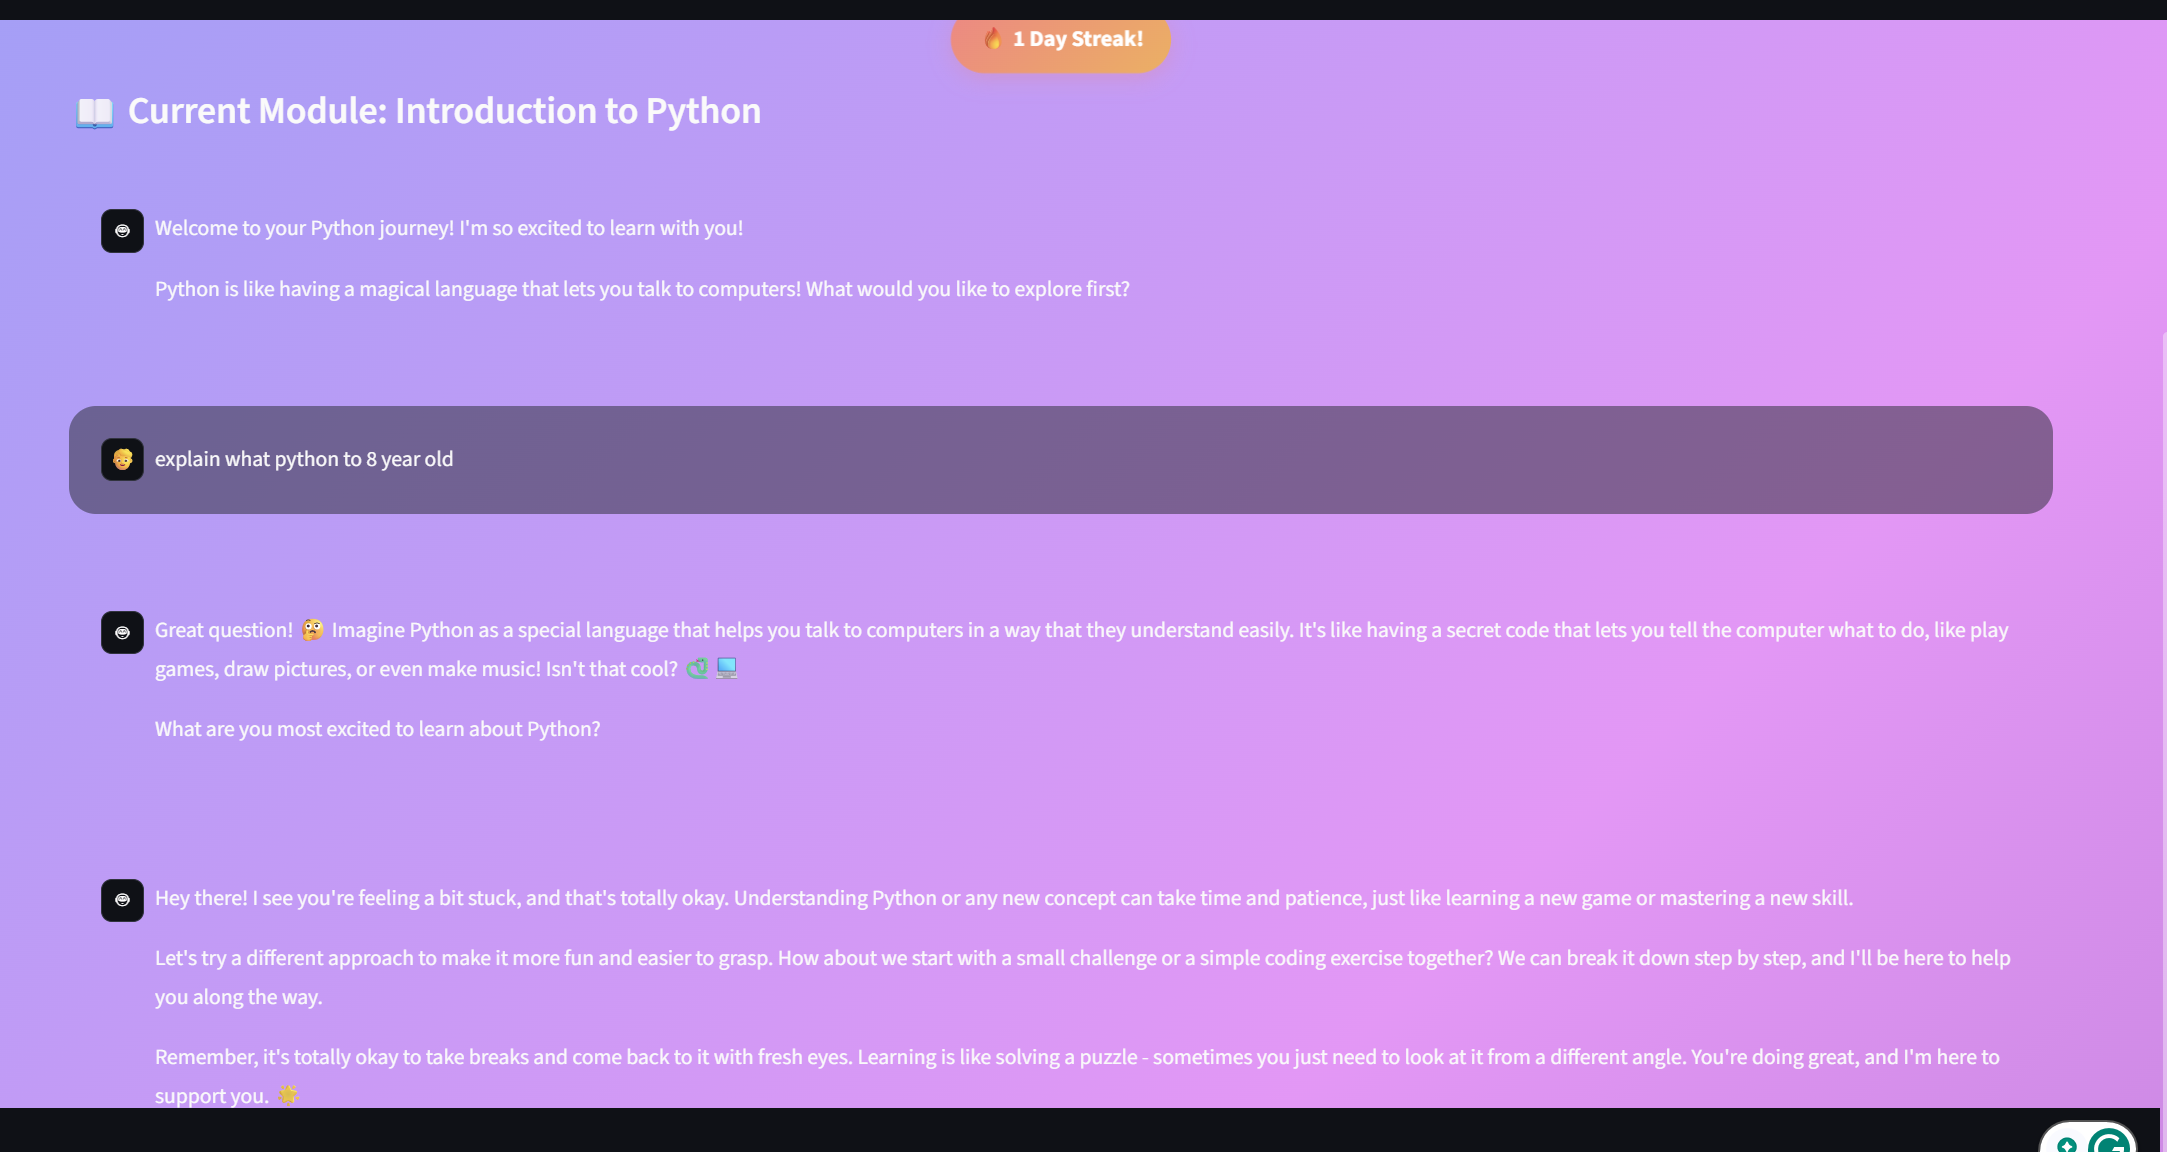 🔥 1 Day Streak!
📖 Current Module: Introduction to Python
Welcome to your Python journey! I'm so excited to learn with you!
Python is like having a magical language that lets you talk to computers! What would you like to explore first?
explain what python to 8 year old
Great question! 🤔 Imagine Python as a special language that helps you talk to computers in a way that they understand easily. It's like having a secret code that lets you tell the computer what to do, like play
games, draw pictures, or even make music! Isn't that cool? 🐍 💻
What are you most excited to learn about Python?
Hey there! I see you're feeling a bit stuck, and that's totally okay. Understanding Python or any new concept can take time and patience, just like learning a new game or mastering a new skill.
Let's try a different approach to make it more fun and easier to grasp. How about we start with a small challenge or a simple coding exercise together? We can break it down step by step, and I'll be here to help
you along the way.
Remember, it's totally okay to take breaks and come back to it with fresh eyes. Learning is like solving a puzzle - sometimes you just need to look at it from a different angle. You're doing great, and I'm here to
support you. 🌟